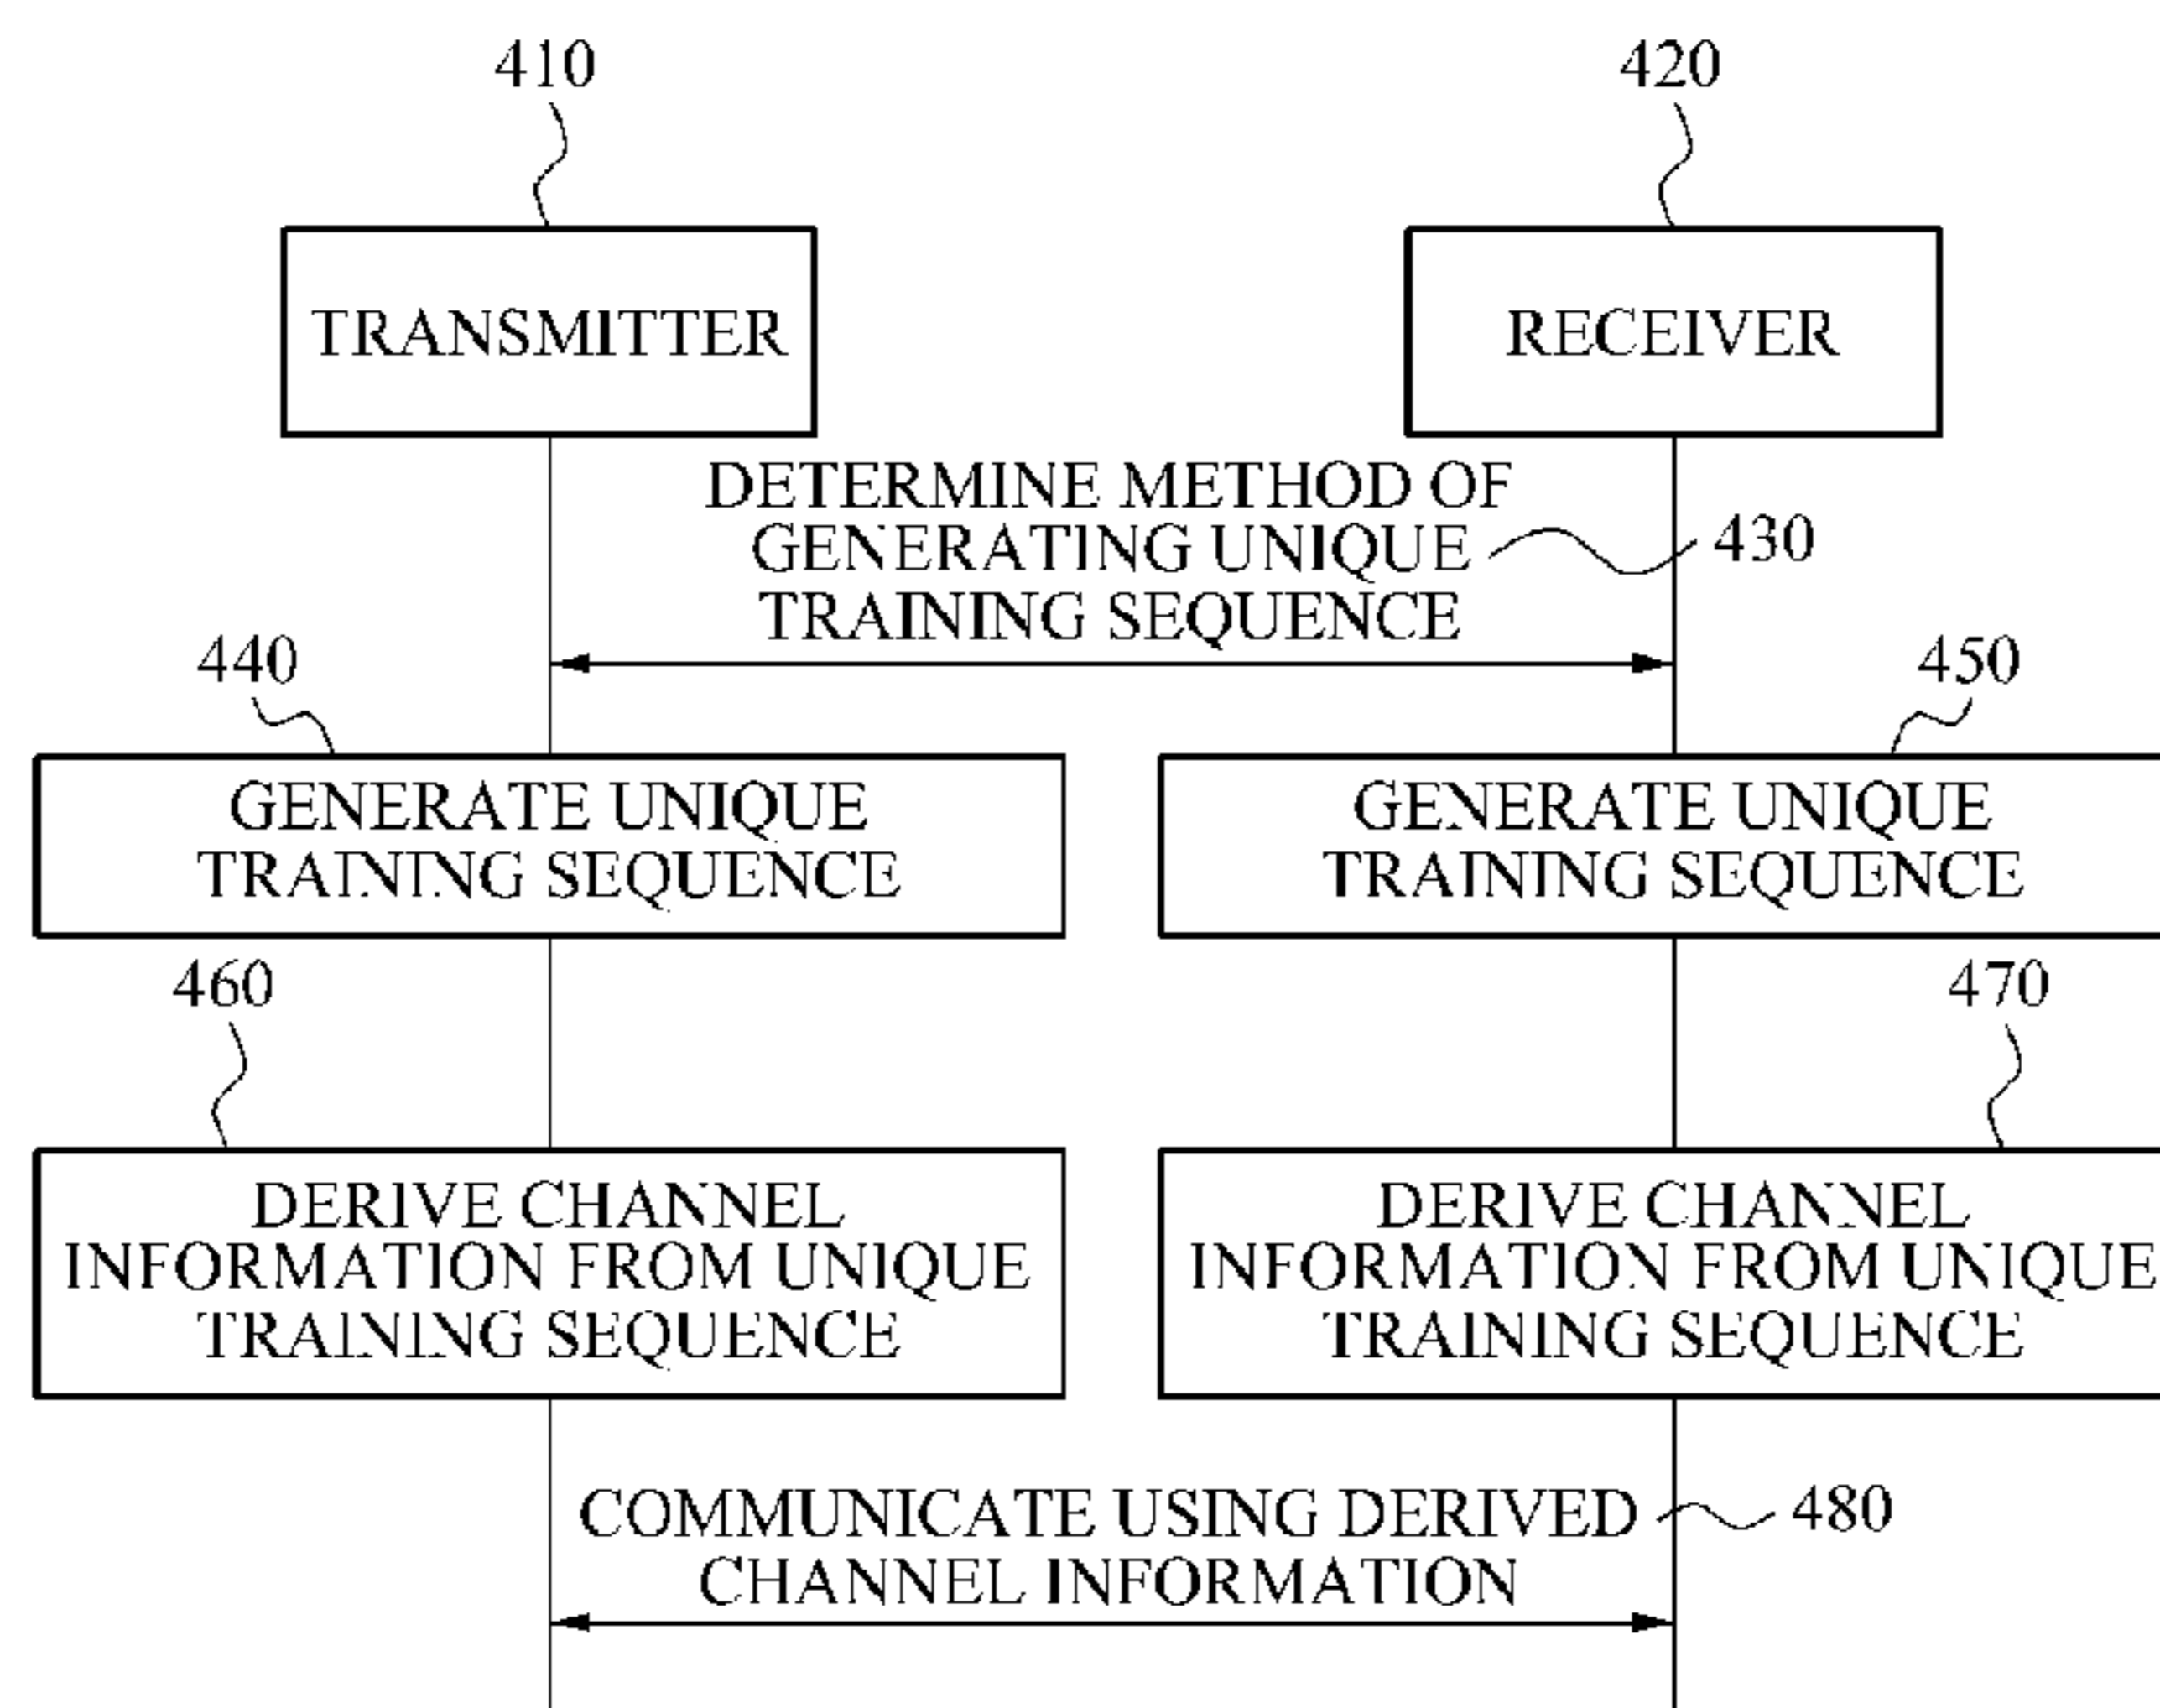 410
420
TRANSMITTER
RECEIVER
DETERMINE METHOD OF
GENERATING UNIQUE
430
TRAINING SEQUENCE
440
450
GENERATE UNIQUE
TRAINING SEQUENCE
GENERATE UNIQUE
TRAINING SEQUENCE
460
470
DERIVE CHANNEL
INFORMATION FROM UNIQUE
TRAINING SEQUENCE
DERIVE CHANNEL
INFORMATION FROM UNIQUE
TRAINING SEQUENCE
COMMUNICATE USING DERIVED
480
CHANNEL INFORMATION